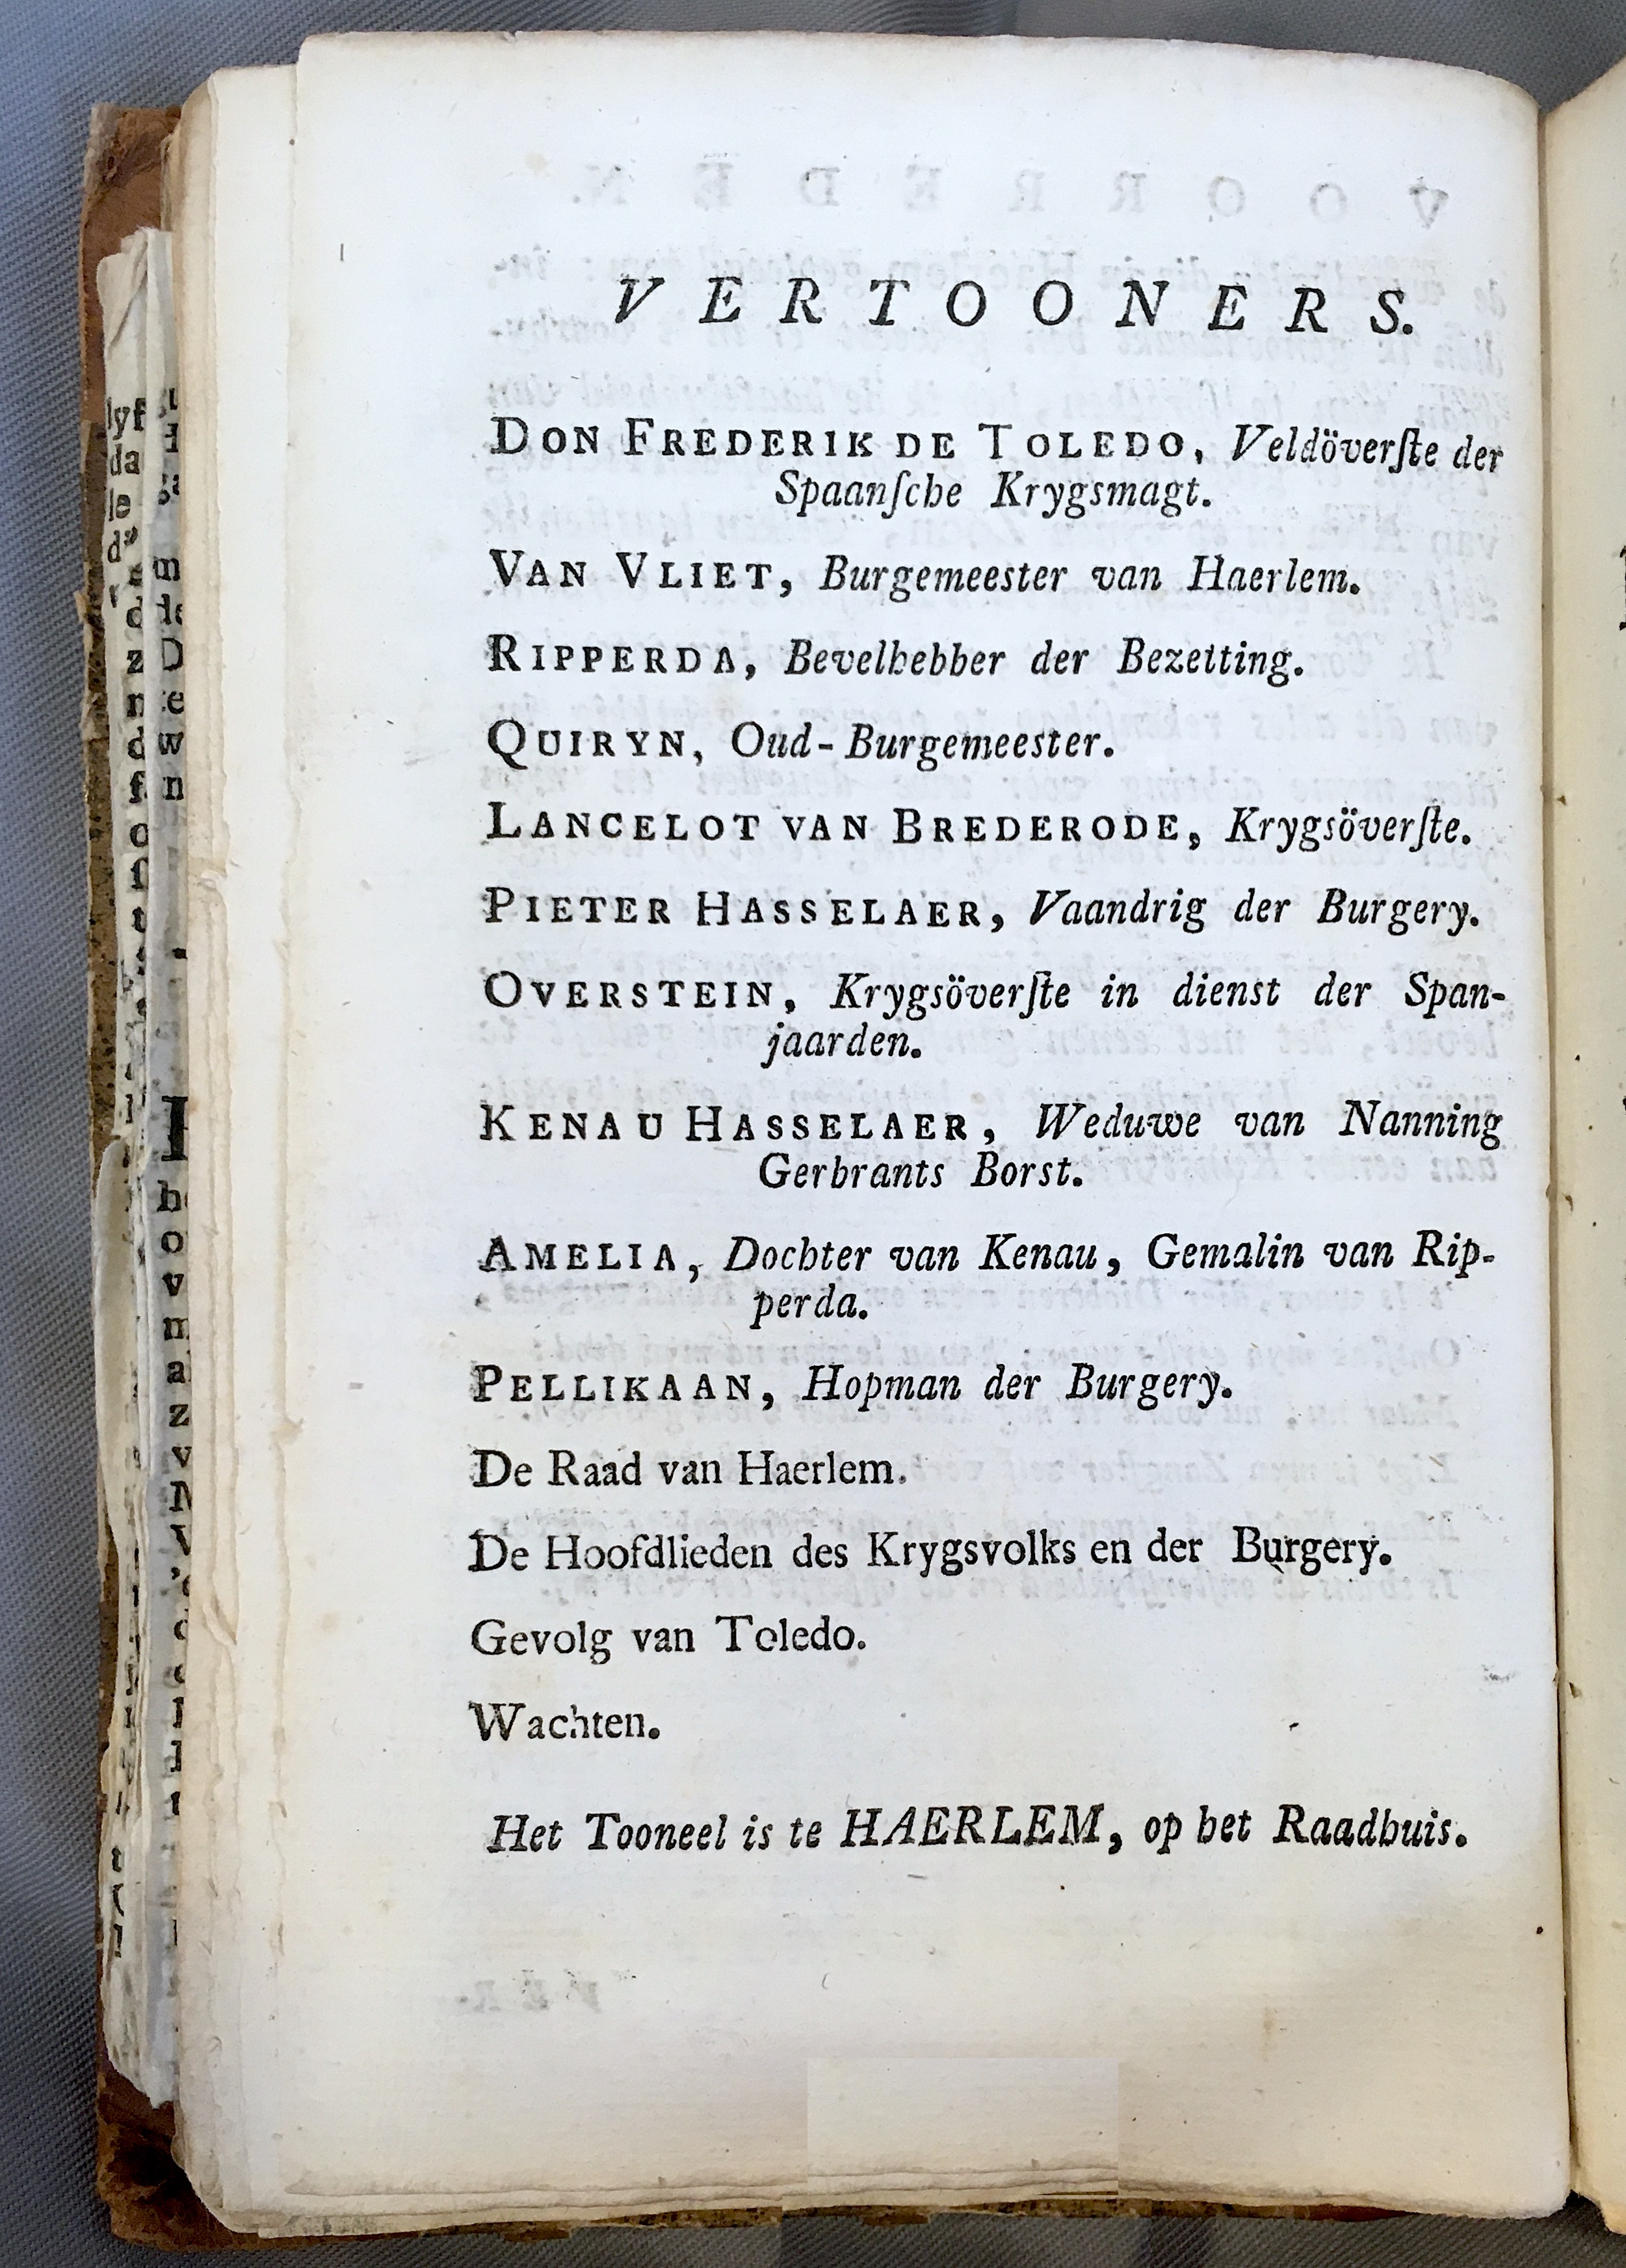 VERTOONERS.
DON FREDERIK DE TOLEDO, Veldöverſte der
Spaanſche Krygsmagt.
VAN VLIET, Burgemeester van Haerlem.
RIPPERDA, Bevelhebber der Bezetting.
QUIRYN, Oud-Burgemeester.
LANCELOT VAN BREDERODE, Krygsöverſte.
PIETER HASSELAER, Vaandrig der Burgery.
OVERSTEIN, Krygsöverſte in dienst der Span-
jaarden.
KENAU HASSELAER, Weduwe van Nanning
Gerbrants Borst.
AMELIA, Dochter van Kenau, Gemalin van Rip-
perda.
PELLIKAAN, Hopman der Burgery.
De Raad van Haerlem.
De Hoofdlieden des Krygsvolks en der Burgery.
Gevolg van Toledo.
Wachten.
Het Tooneel is te HAERLEM, op het Raadhuis.